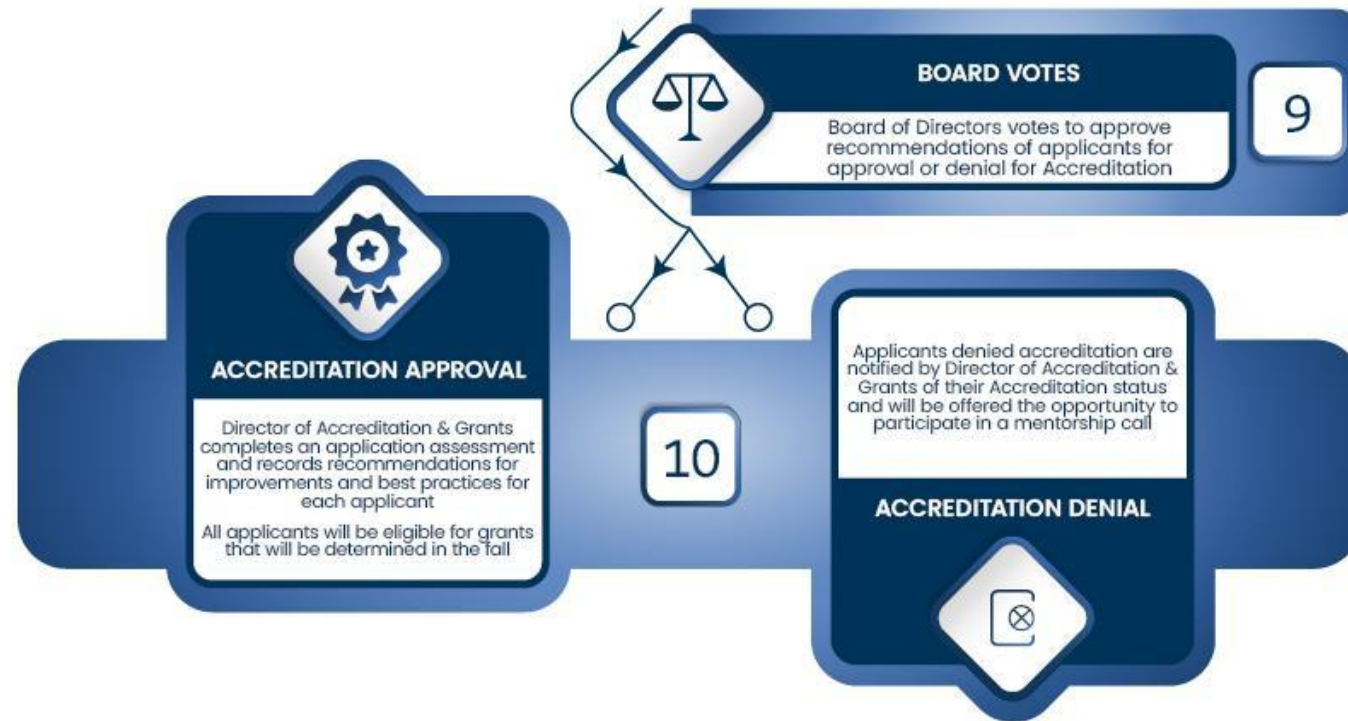 BOARD VOTES
Board of Directors votes to approve
recommendations of applicants for
approval or denial for Accreditation
9
ACCREDITATION APPROVAL
Director of Accreditation & Grants
completes an application assessment
and records recommendations for
improvements and best practices for
each applicant
All applicants will be eligible for grants
that will be determined in the fall
10
Applicants denied accreditation are
notified by Director of Accreditation &
Grants of their Accreditation status
and will be offered the opportunity to
participate in a mentorship call
ACCREDITATION DENIAL